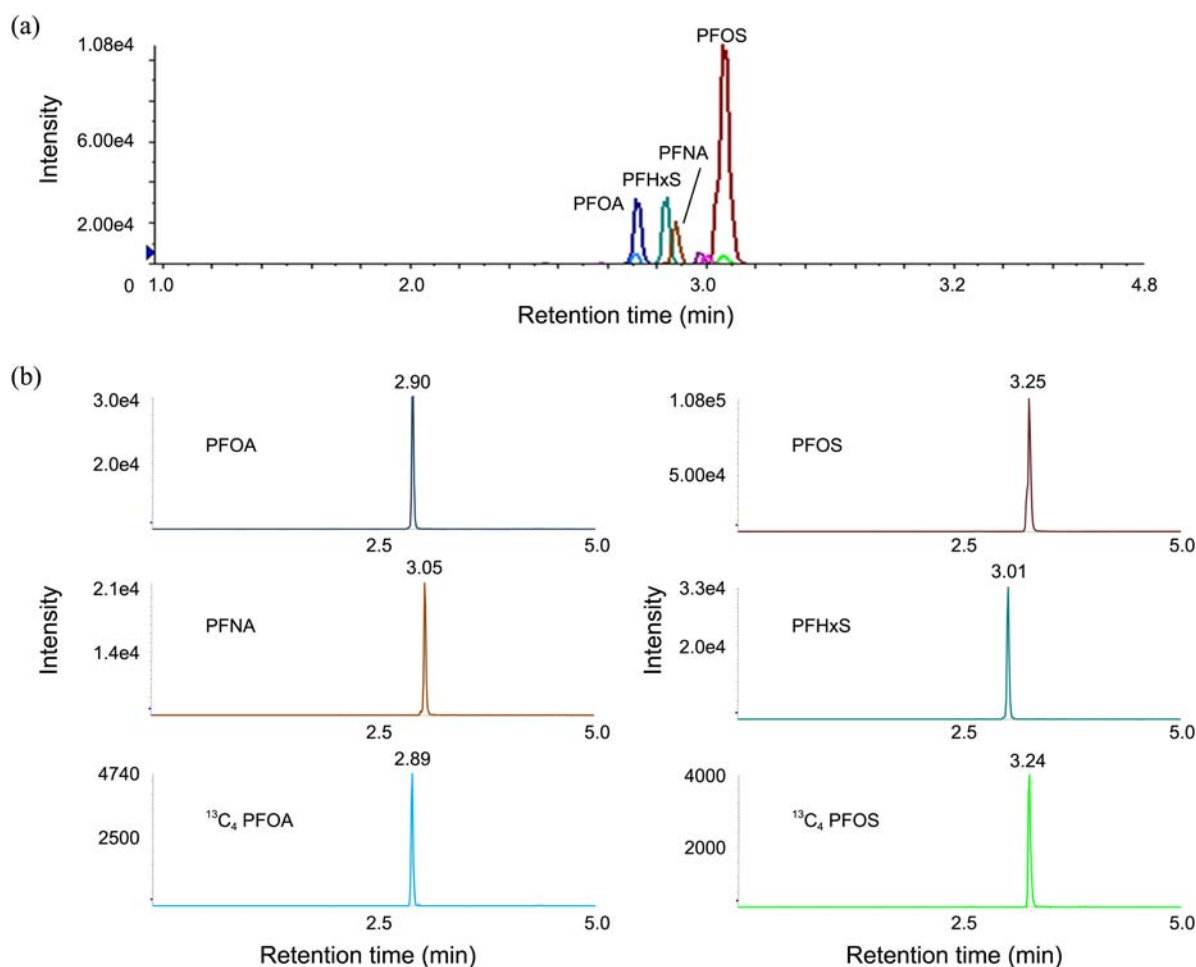 (a)
PFOS
1.08e4
6.00e4
2.00e4
0
Intensity
PFNA
PFHxS
PFOA
1.0 2.0 3.0 3.2 4.8
Retention time (min)
(b)
2.90
3.0e4
2.0e4
PFOA
2.5 5.0
3.25
1.08e5
5.00e4
PFOS
2.5 5.0
3.05
2.1e4
1.4e4
Intensity
PFNA
2.5 5.0
3.01
3.3e4
2.0e4
Intensity
PFHxS
2.5 5.0
2.89
4740
2500
¹³C₄ PFOA
2.5 5.0
Retention time (min)
3.24
4000
2000
¹³C₄ PFOS
2.5 5.0
Retention time (min)